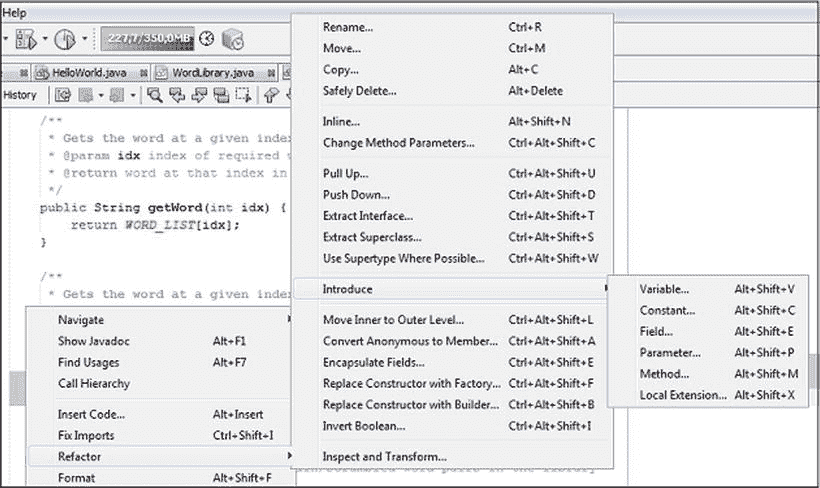 Help
227,7/350,0MB
HelloWorld.java WordLibrary.java
History
/**
* Gets the word at a given index
* @param idx index of required w
* @return word at that index in
*/
public String getWord(int idx) {
return WORD_LIST[idx];
}
/**
* Gets the word at a given index
Navigate
Show Javadoc Alt+F1
Find Usages Alt+F7
Call Hierarchy
Insert Code... Alt+Insert
Fix Imports Ctrl+Shift+I
Refactor
Format Alt+Shift+F
Rename... Ctrl+R
Move... Ctrl+M
Copy... Alt+C
Safely Delete... Alt+Delete
Inline... Alt+Shift+N
Change Method Parameters... Ctrl+Alt+Shift+C
Pull Up... Ctrl+Alt+Shift+U
Push Down... Ctrl+Alt+Shift+D
Extract Interface... Ctrl+Alt+Shift+T
Extract Superclass... Ctrl+Alt+Shift+S
Use Supertype Where Possible... Ctrl+Alt+Shift+W
Introduce
Move Inner to Outer Level... Ctrl+Alt+Shift+L
Convert Anonymous to Member... Ctrl+Alt+Shift+A
Encapsulate Fields... Ctrl+Alt+Shift+E
Replace Constructor with Factory... Ctrl+Alt+Shift+F
Replace Constructor with Builder... Ctrl+Alt+Shift+B
Invert Boolean... Ctrl+Alt+Shift+I
Inspect and Transform...
Variable... Alt+Shift+V
Constant... Alt+Shift+C
Field... Alt+Shift+E
Parameter... Alt+Shift+P
Method... Alt+Shift+M
Local Extension... Alt+Shift+X